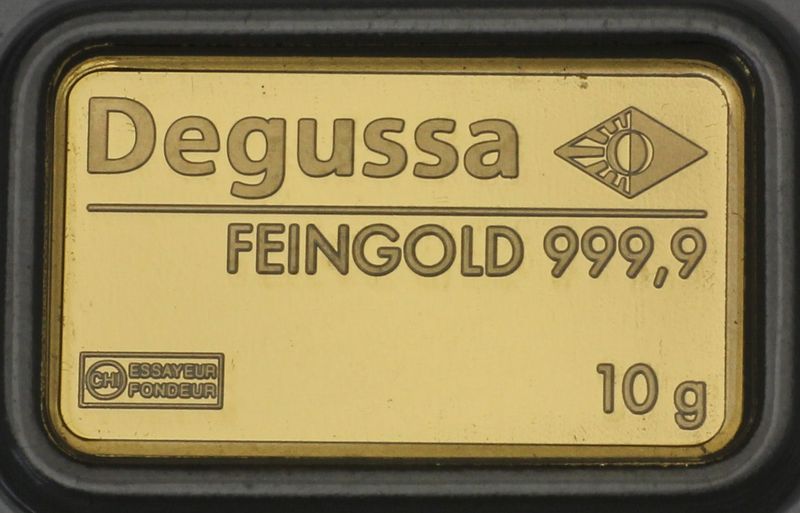 Degussa
FEINGOLD 999,9
CHI ESSAYEUR
FONDEUR
10 g